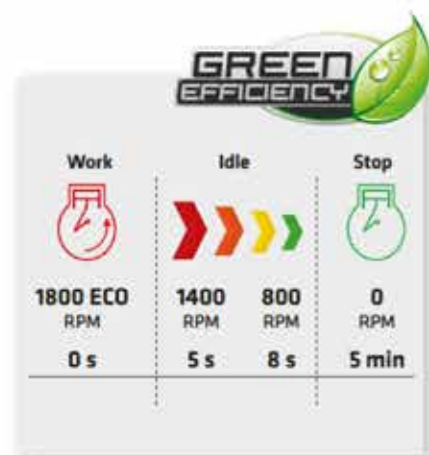 GREEN
EFFICIENCY
Work Idle Stop
1800 ECO 1400 800 0
RPM RPM RPM RPM
0 s 5 s 8 s 5 min